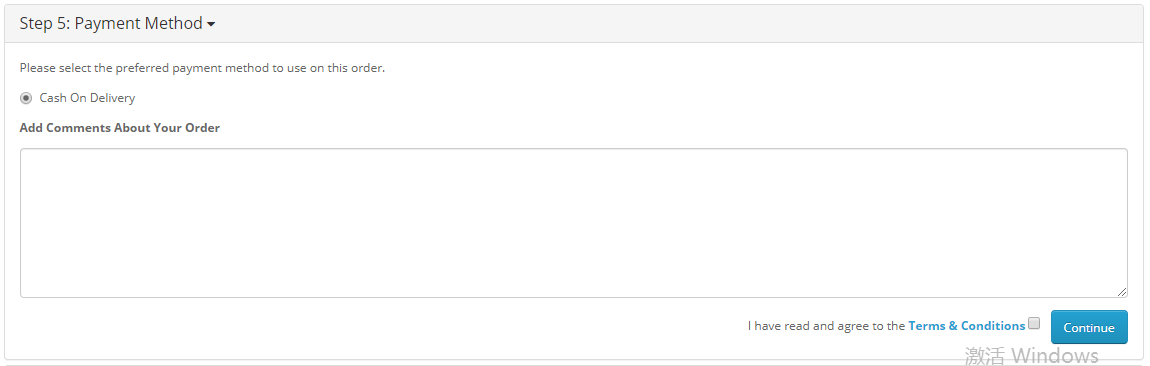 Step 5: Payment Method
Please select the preferred payment method to use on this order.
Cash On Delivery
Add Comments About Your Order
I have read and agree to the Terms & Conditions
Continue
激活 Windows